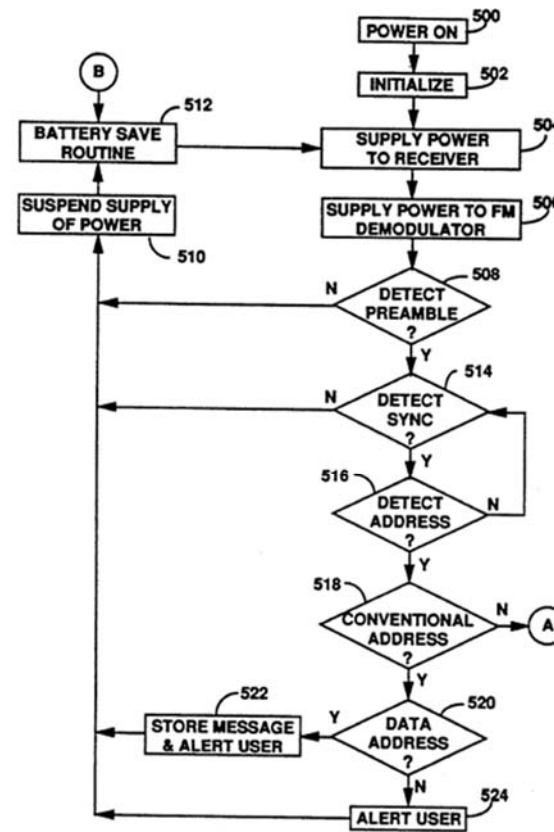 500
POWER ON
502
INITIALIZE
B
512
BATTERY SAVE
ROUTINE
504
SUPPLY POWER
TO RECEIVER
SUSPEND SUPPLY
OF POWER
510
506
SUPPLY POWER TO FM
DEMODULATOR
508
N
DETECT
PREAMBLE
?
Y
514
N
DETECT
SYNC
?
Y
516
DETECT
ADDRESS
?
N
Y
518
CONVENTIONAL
ADDRESS
?
N
A
Y
522
STORE MESSAGE
& ALERT USER
Y
520
DATA
ADDRESS
?
N
524
ALERT USER